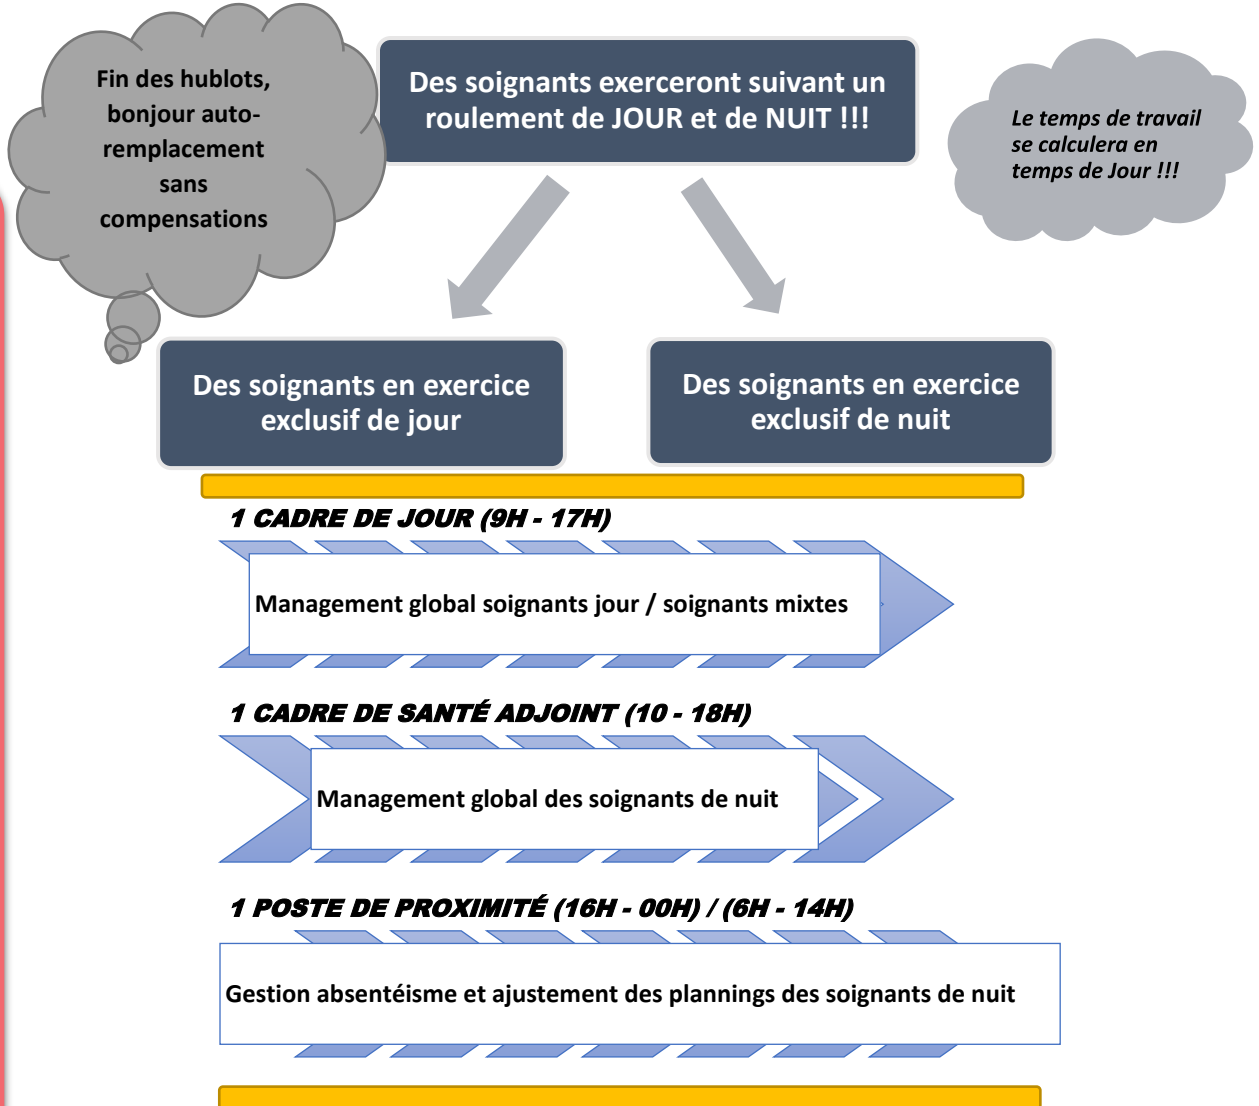 Fin des hublots,
bonjour auto-
remplacement
sans
compensations
Des soignants exerceront suivant un
roulement de JOUR et de NUIT !!!
Le temps de travail
se calculera en
temps de Jour !!!
Des soignants en exercice
exclusif de jour
Des soignants en exercice
exclusif de nuit
1 CADRE DE JOUR (9H - 17H)
Management global soignants jour / soignants mixtes
1 CADRE DE SANTÉ ADJOINT (10 - 18H)
Management global des soignants de nuit
1 POSTE DE PROXIMITÉ (16H - 00H) / (6H - 14H)
Gestion absentéisme et ajustement des plannings des soignants de nuit